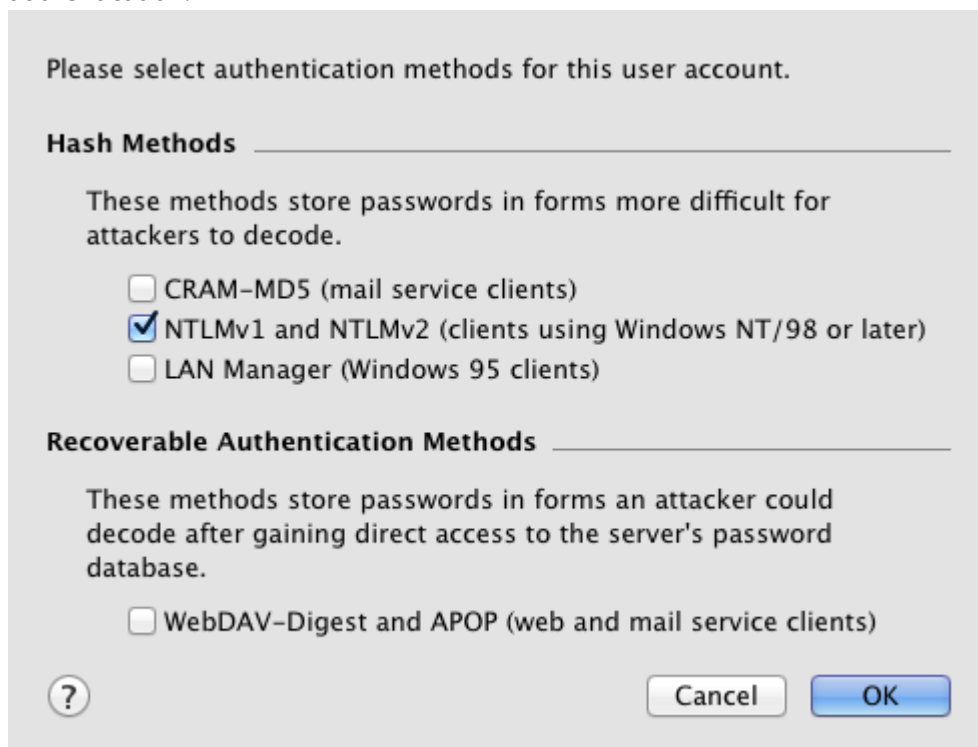 Please select authentication methods for this user account.
Hash Methods
These methods store passwords in forms more difficult for
attackers to decode.
CRAM-MD5 (mail service clients)
NTLMv1 and NTLMv2 (clients using Windows NT/98 or later)
LAN Manager (Windows 95 clients)
Recoverable Authentication Methods
These methods store passwords in forms an attacker could
decode after gaining direct access to the server's password
database.
WebDAV-Digest and APOP (web and mail service clients)
?
Cancel
OK